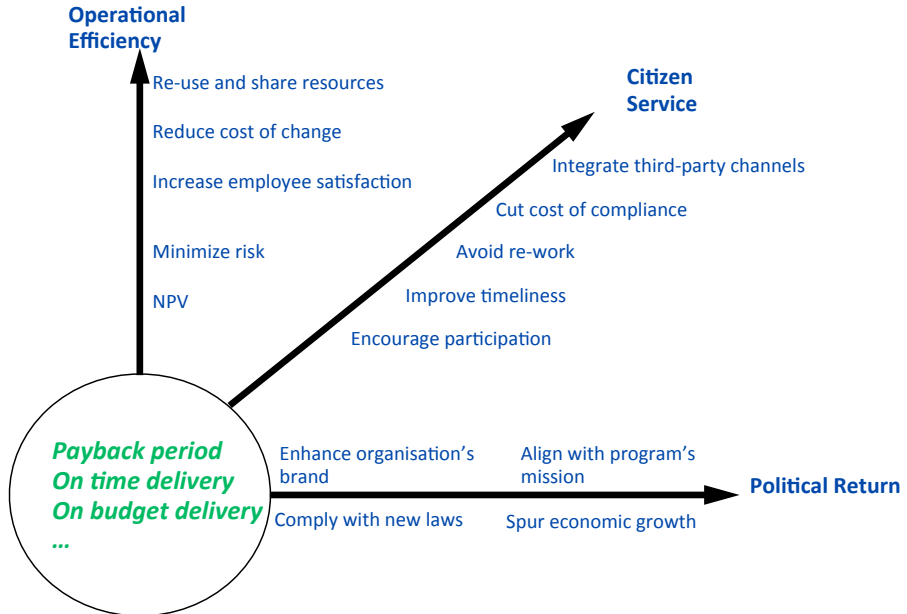 Operational
Efficiency
Re-use and share resources
Reduce cost of change
Increase employee satisfaction
Minimize risk
NPV
Citizen
Service
Integrate third-party channels
Cut cost of compliance
Avoid re-work
Improve timeliness
Encourage participation
Payback period
On time delivery
On budget delivery
…
Enhance organisation’s
brand
Align with program’s
mission
Comply with new laws
Spur economic growth
Political Return